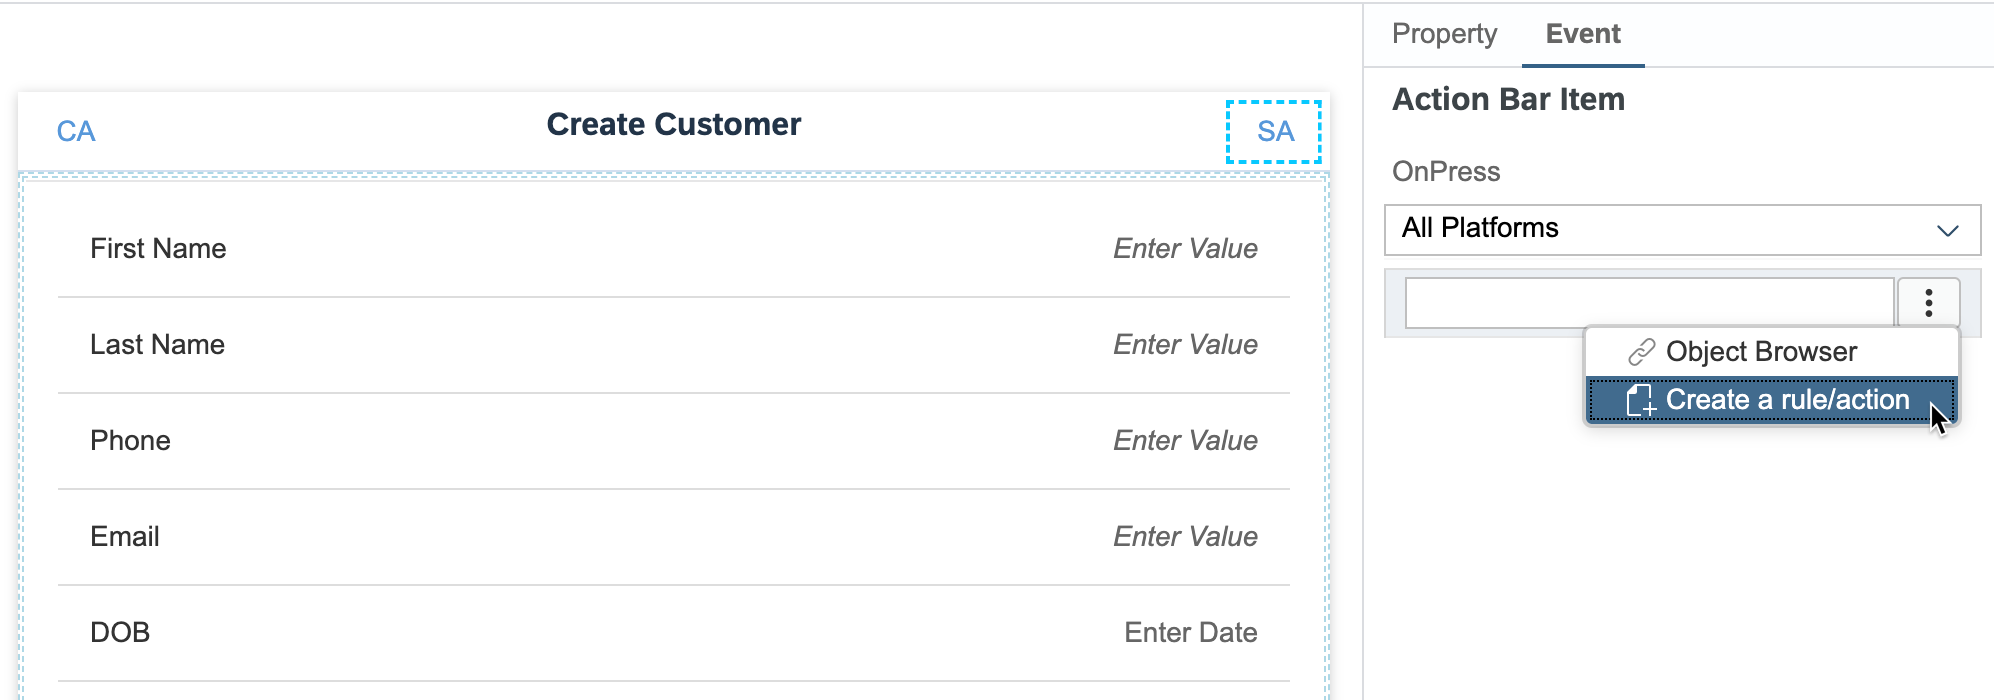 CA
Create Customer
SA
First Name
Enter Value
Last Name
Enter Value
Phone
Enter Value
Email
Enter Value
DOB
Enter Date
Property
Event
Action Bar Item
OnPress
All Platforms
Object Browser
Create a rule/action